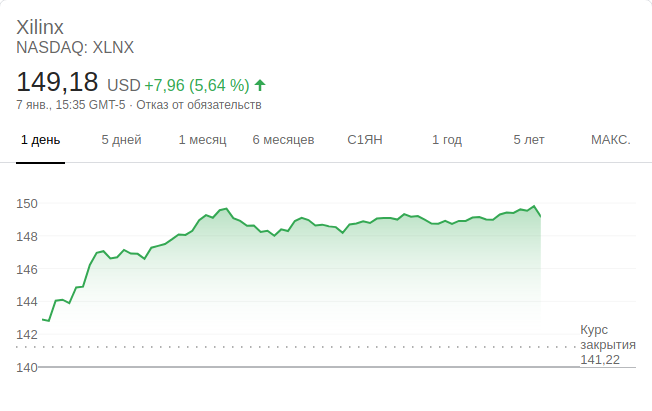 Xilinx
NASDAQ: XLNX
149,18 USD +7,96 (5,64 %)
7 янв., 15:35 GMT-5 · Отказ от обязательств
1 день 5 дней 1 месяц 6 месяцев С1ЯН 1 год 5 лет МАКС.
150
148
146
144
142
140
Курс
закрытия
141,22